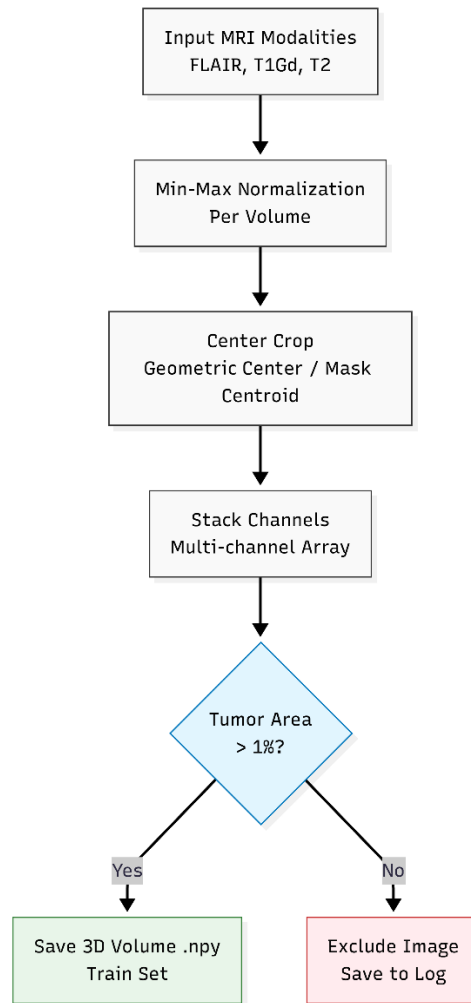 Input MRI Modalities
FLAIR, T1Gd, T2
Min-Max Normalization
Per Volume
Center Crop
Geometric Center / Mask
Centroid
Stack Channels
Multi-channel Array
Tumor Area
> 1%?
Yes
No
Save 3D Volume .npy
Train Set
Exclude Image
Save to Log